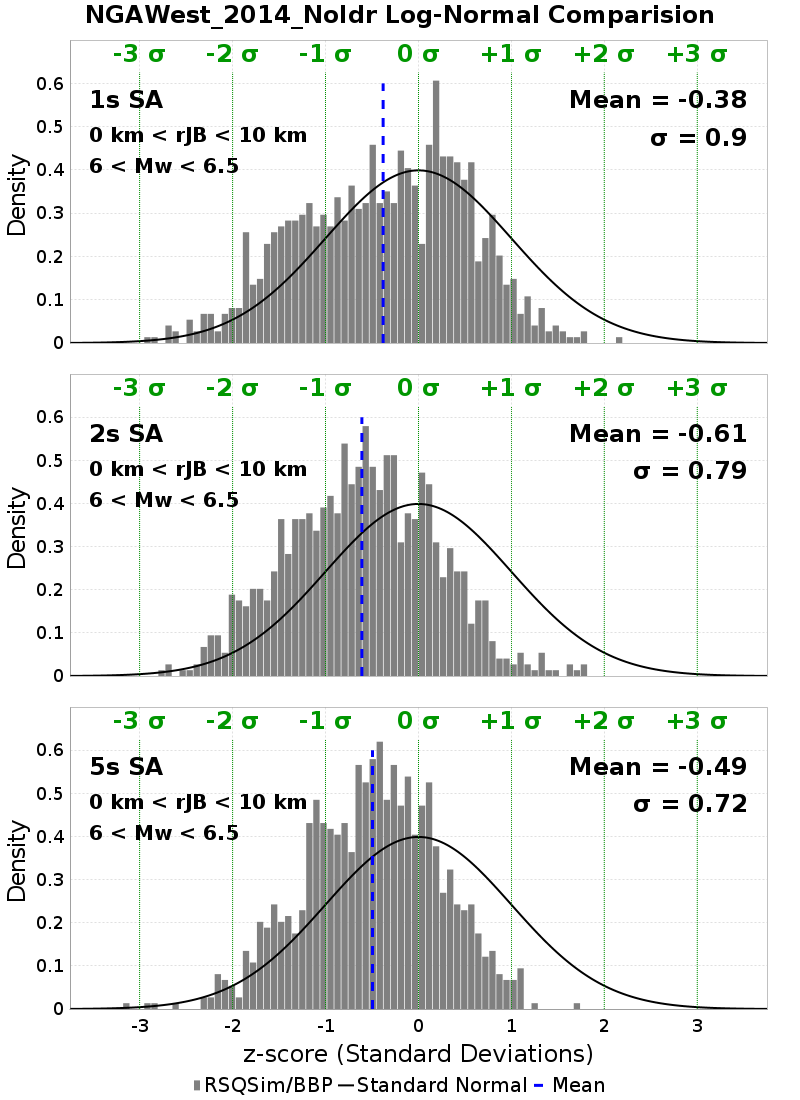 NGAWest_2014_NoIdr Log-Normal Comparision
-3 σ -2 σ -1 σ 0 σ +1 σ +2 σ +3 σ
1s SA
Mean = -0.38
0 km < rJB < 10 km
σ = 0.9
6 < Mw < 6.5
0.6
0.5
0.4
0.3
0.2
0.1
0
Density
-3 σ -2 σ -1 σ 0 σ +1 σ +2 σ +3 σ
2s SA
Mean = -0.61
0 km < rJB < 10 km
σ = 0.79
6 < Mw < 6.5
0.6
0.5
0.4
0.3
0.2
0.1
0
Density
-3 σ -2 σ -1 σ 0 σ +1 σ +2 σ +3 σ
5s SA
Mean = -0.49
0 km < rJB < 10 km
σ = 0.72
6 < Mw < 6.5
0.6
0.5
0.4
0.3
0.2
0.1
0
Density
-3 -2 -1 0 1 2 3
z-score (Standard Deviations)
RSQSim/BBP Standard Normal Mean